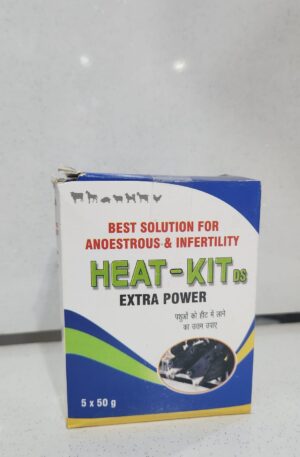 BEST SOLUTION FOR
ANOESTROUS & INFERTILITY
HEAT-KIT DS
EXTRA POWER
पशुओं को हीट में लाने
का उत्तम उपाए
5 x 50 g